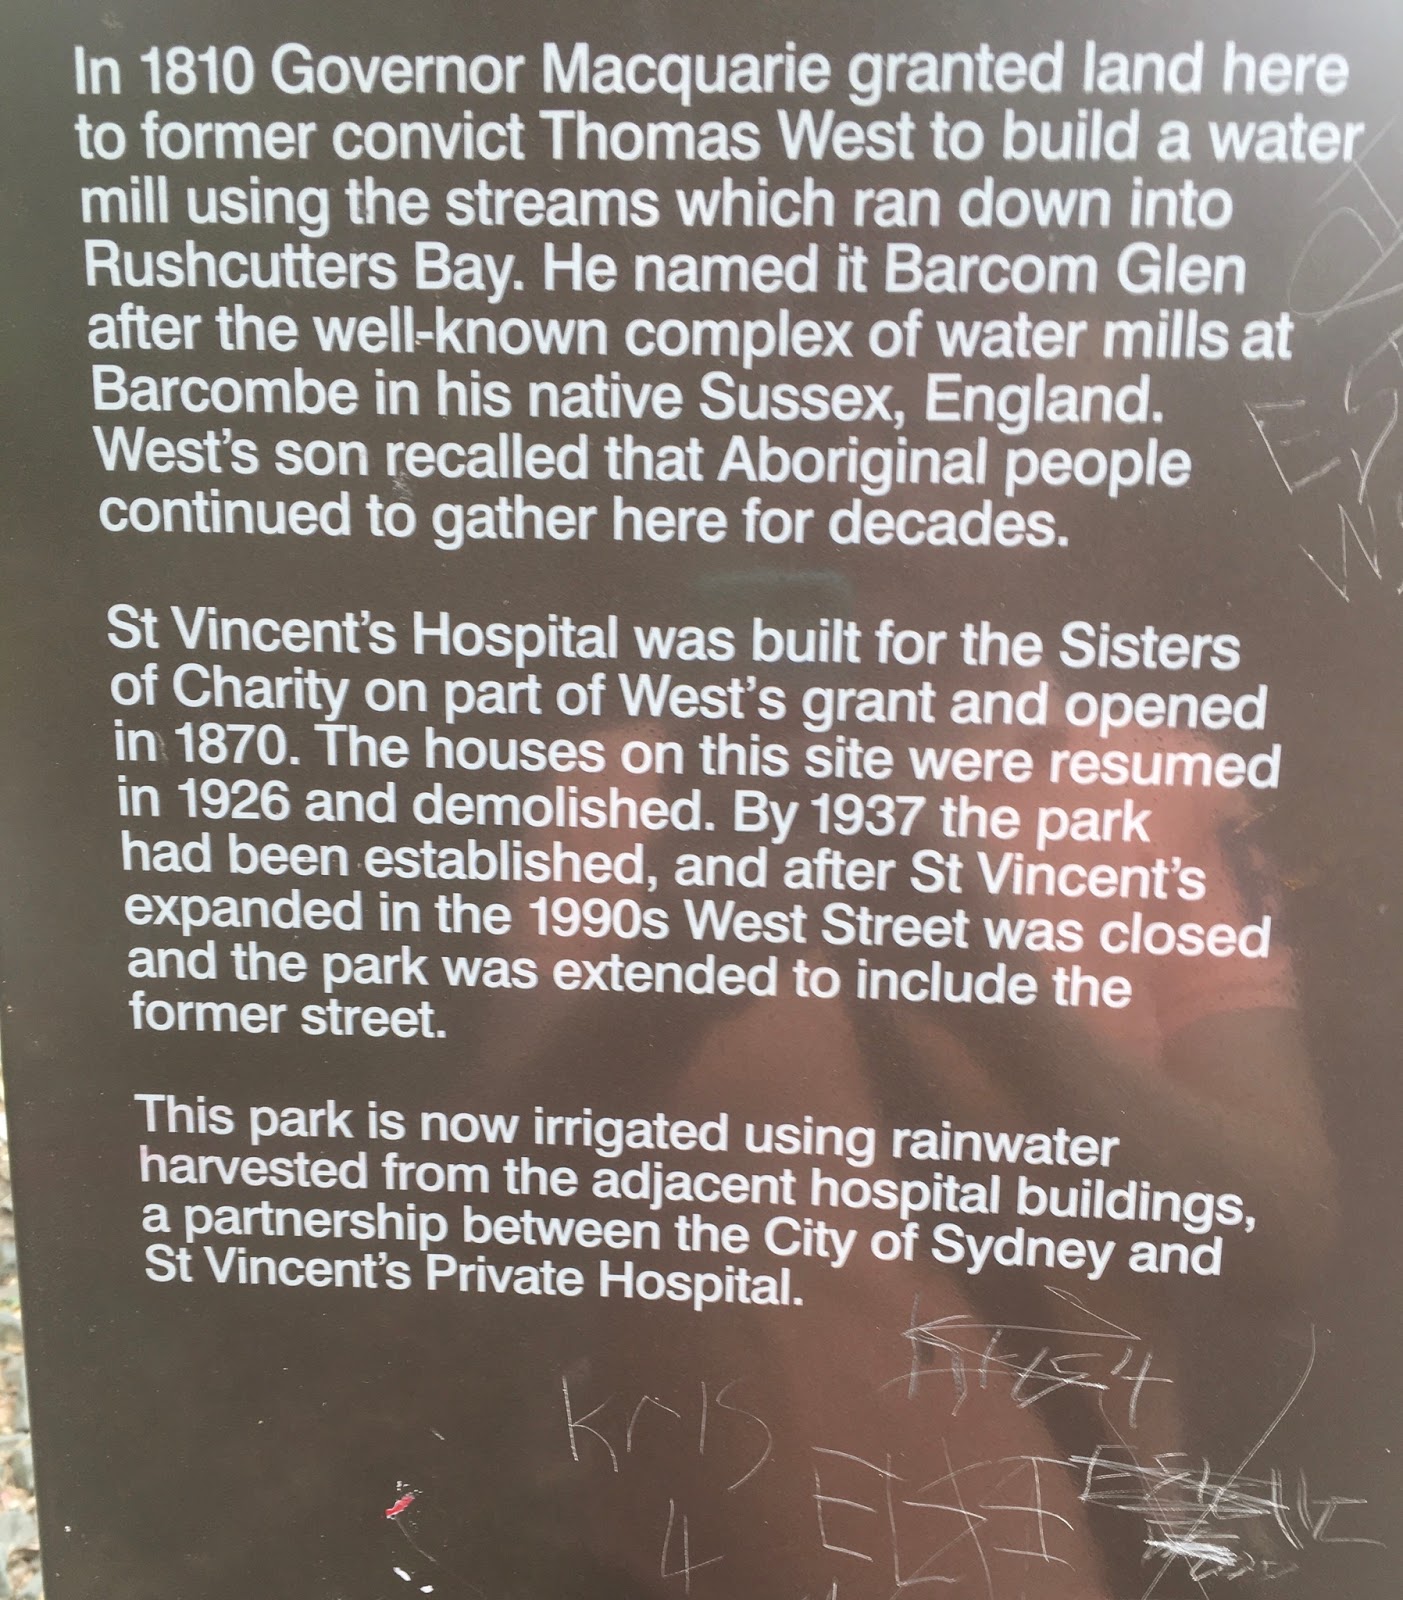 In 1810 Governor Macquarie granted land here
to former convict Thomas West to build a water
mill using the streams which ran down into
Rushcutters Bay. He named it Barcom Glen
after the well-known complex of water mills at
Barcombe in his native Sussex, England.
West's son recalled that Aboriginal people
continued to gather here for decades.
St Vincent's Hospital was built for the Sisters
of Charity on part of West's grant and opened
in 1870. The houses on this site were resumed
in 1926 and demolished. By 1937 the park
had been established, and after St Vincent's
expanded in the 1990s West Street was closed
and the park was extended to include the
former street.
This park is now irrigated using rainwater
harvested from the adjacent hospital buildings,
a partnership between the City of Sydney and
St Vincent's Private Hospital.
Kris
4